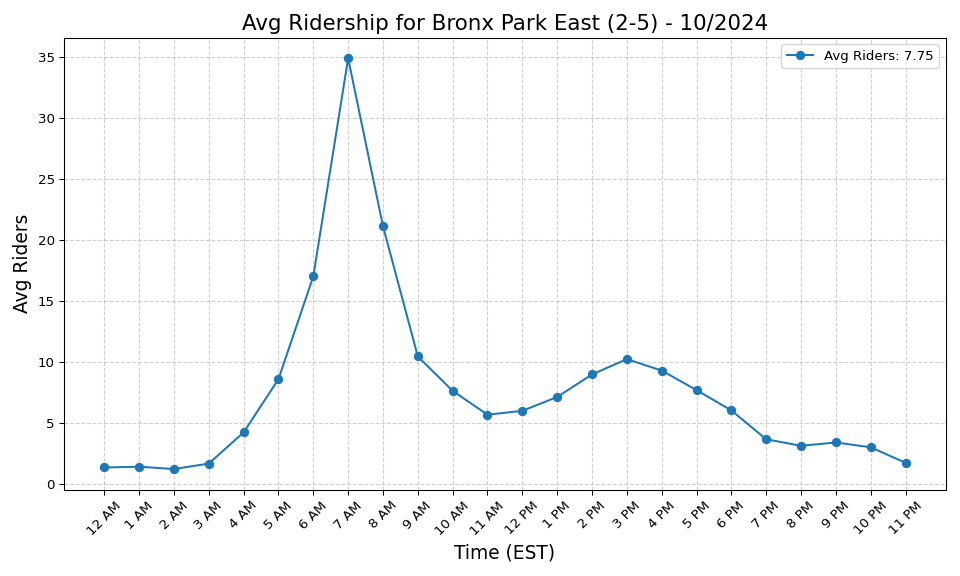 Avg Ridership for Bronx Park East (2-5) - 10/2024
Avg Riders: 7.75
Avg Riders
35
30
25
20
15
10
5
0
12 AM
1 AM
2 AM
3 AM
4 AM
5 AM
6 AM
7 AM
8 AM
9 AM
10 AM
11 AM
12 PM
1 PM
2 PM
3 PM
4 PM
5 PM
6 PM
7 PM
8 PM
9 PM
10 PM
11 PM
Time (EST)